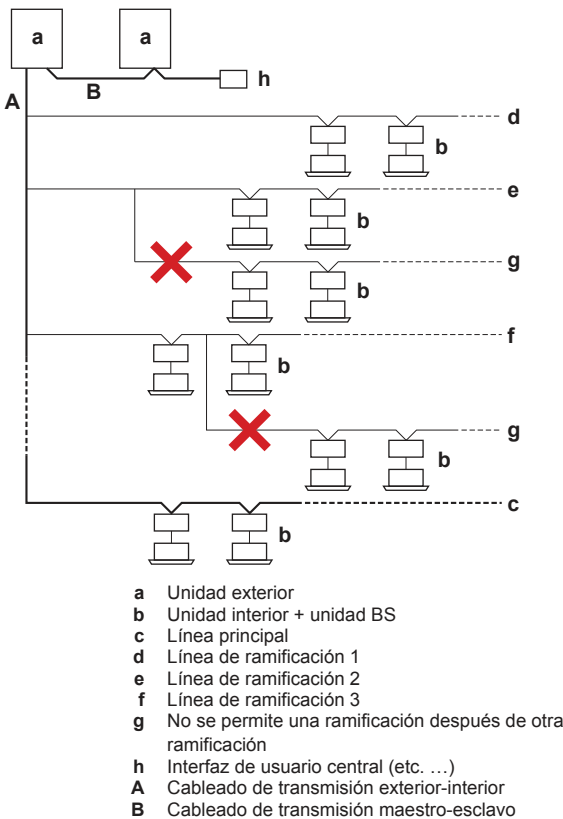 a a
h
B
A
d
b
e
b
g
b
f
b
g
b
c
b
a Unidad exterior
b Unidad interior + unidad BS
c Línea principal
d Línea de ramificación 1
e Línea de ramificación 2
f Línea de ramificación 3
g No se permite una ramificación después de otra
ramificación
h Interfaz de usuario central (etc. …)
A Cableado de transmisión exterior-interior
B Cableado de transmisión maestro-esclavo